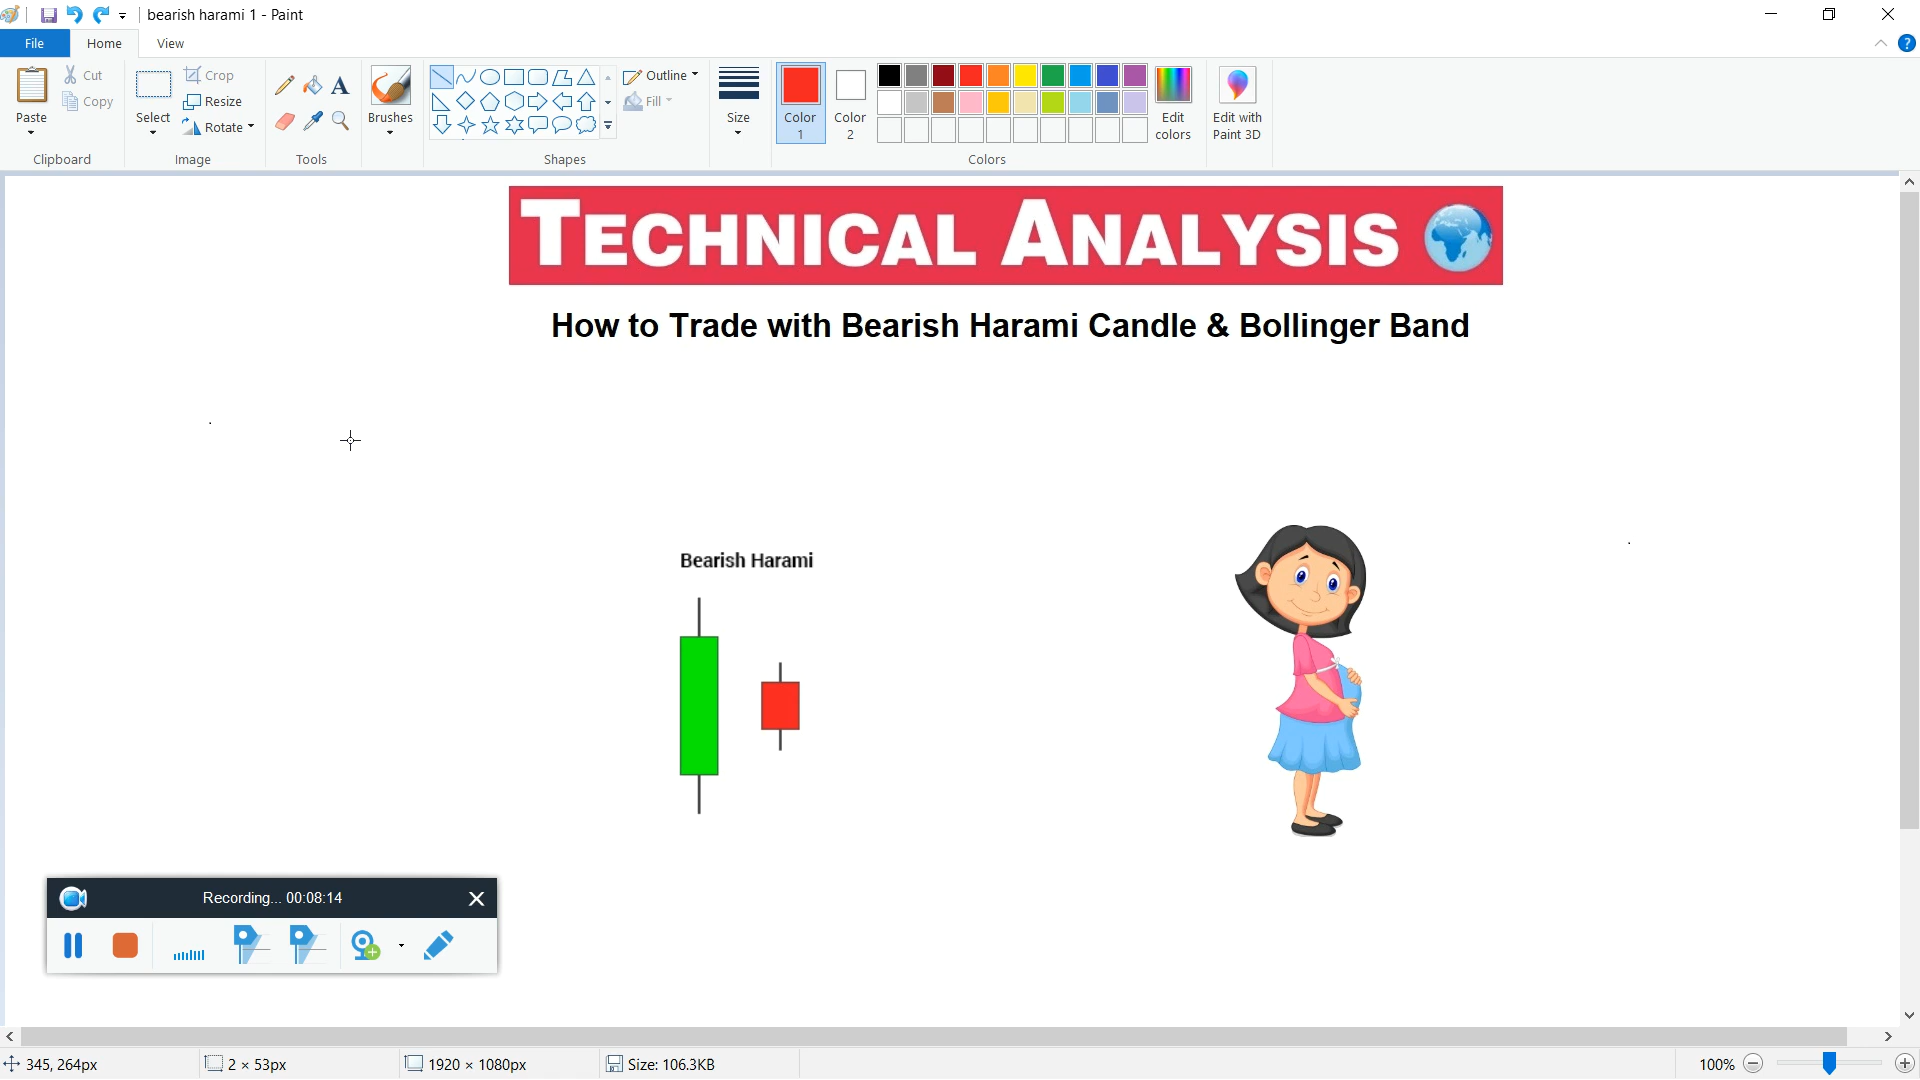 bearish harami 1 - Paint
File
Home
View
Paste
Cut
Copy
Clipboard
Select
Crop
Resize
Rotate
Image
Tools
Brushes
Outline
Fill
Shapes
Size
Color
1
Color
2
Edit
colors
Colors
Edit with
Paint 3D
TECHNICAL ANALYSIS
How to Trade with Bearish Harami Candle & Bollinger Band
Bearish Harami
Recording... 00:08:14
345, 264px
2 × 53px
1920 × 1080px
Size: 106.3KB
100%